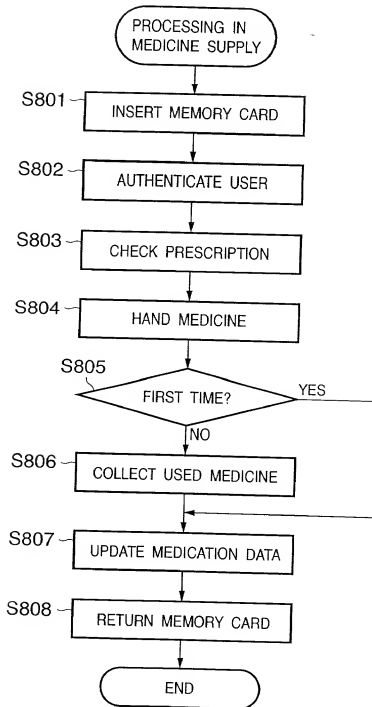 PROCESSING IN
MEDICINE SUPPLY
S801
INSERT MEMORY CARD
S802
AUTHENTICATE USER
S803
CHECK PRESCRIPTION
S804
HAND MEDICINE
S805
FIRST TIME?
YES
NO
S806
COLLECT USED MEDICINE
S807
UPDATE MEDICATION DATA
S808
RETURN MEMORY CARD
END